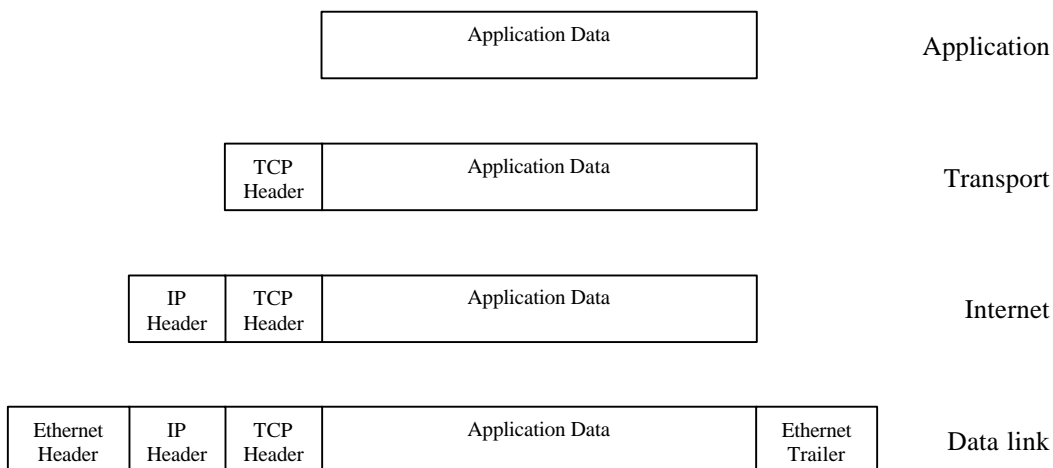 Application Data
Application
TCP
Header
Application Data
Transport
IP
Header
TCP
Header
Application Data
Internet
Ethernet
Header
IP
Header
TCP
Header
Application Data
Ethernet
Trailer
Data link